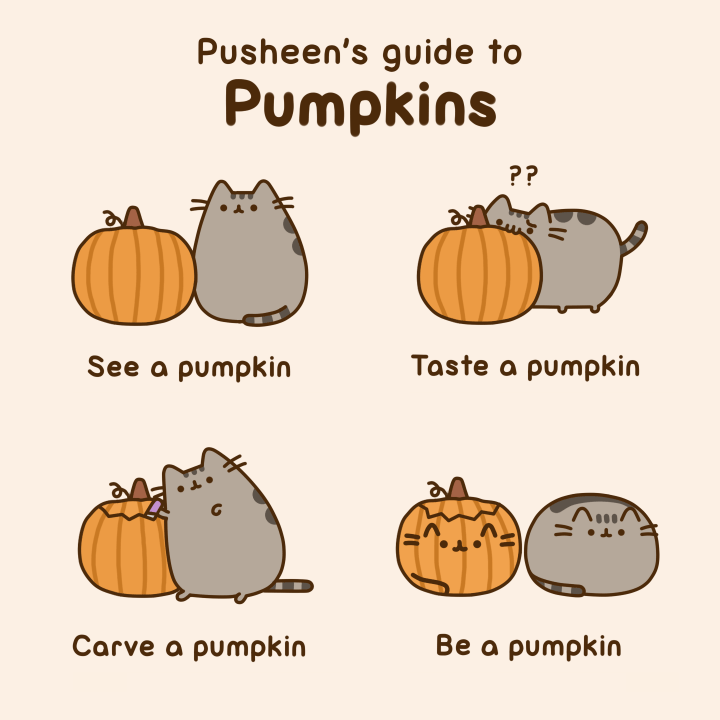 Pusheen's guide to
Pumpkins
??
See a pumpkin
Taste a pumpkin
Carve a pumpkin
Be a pumpkin